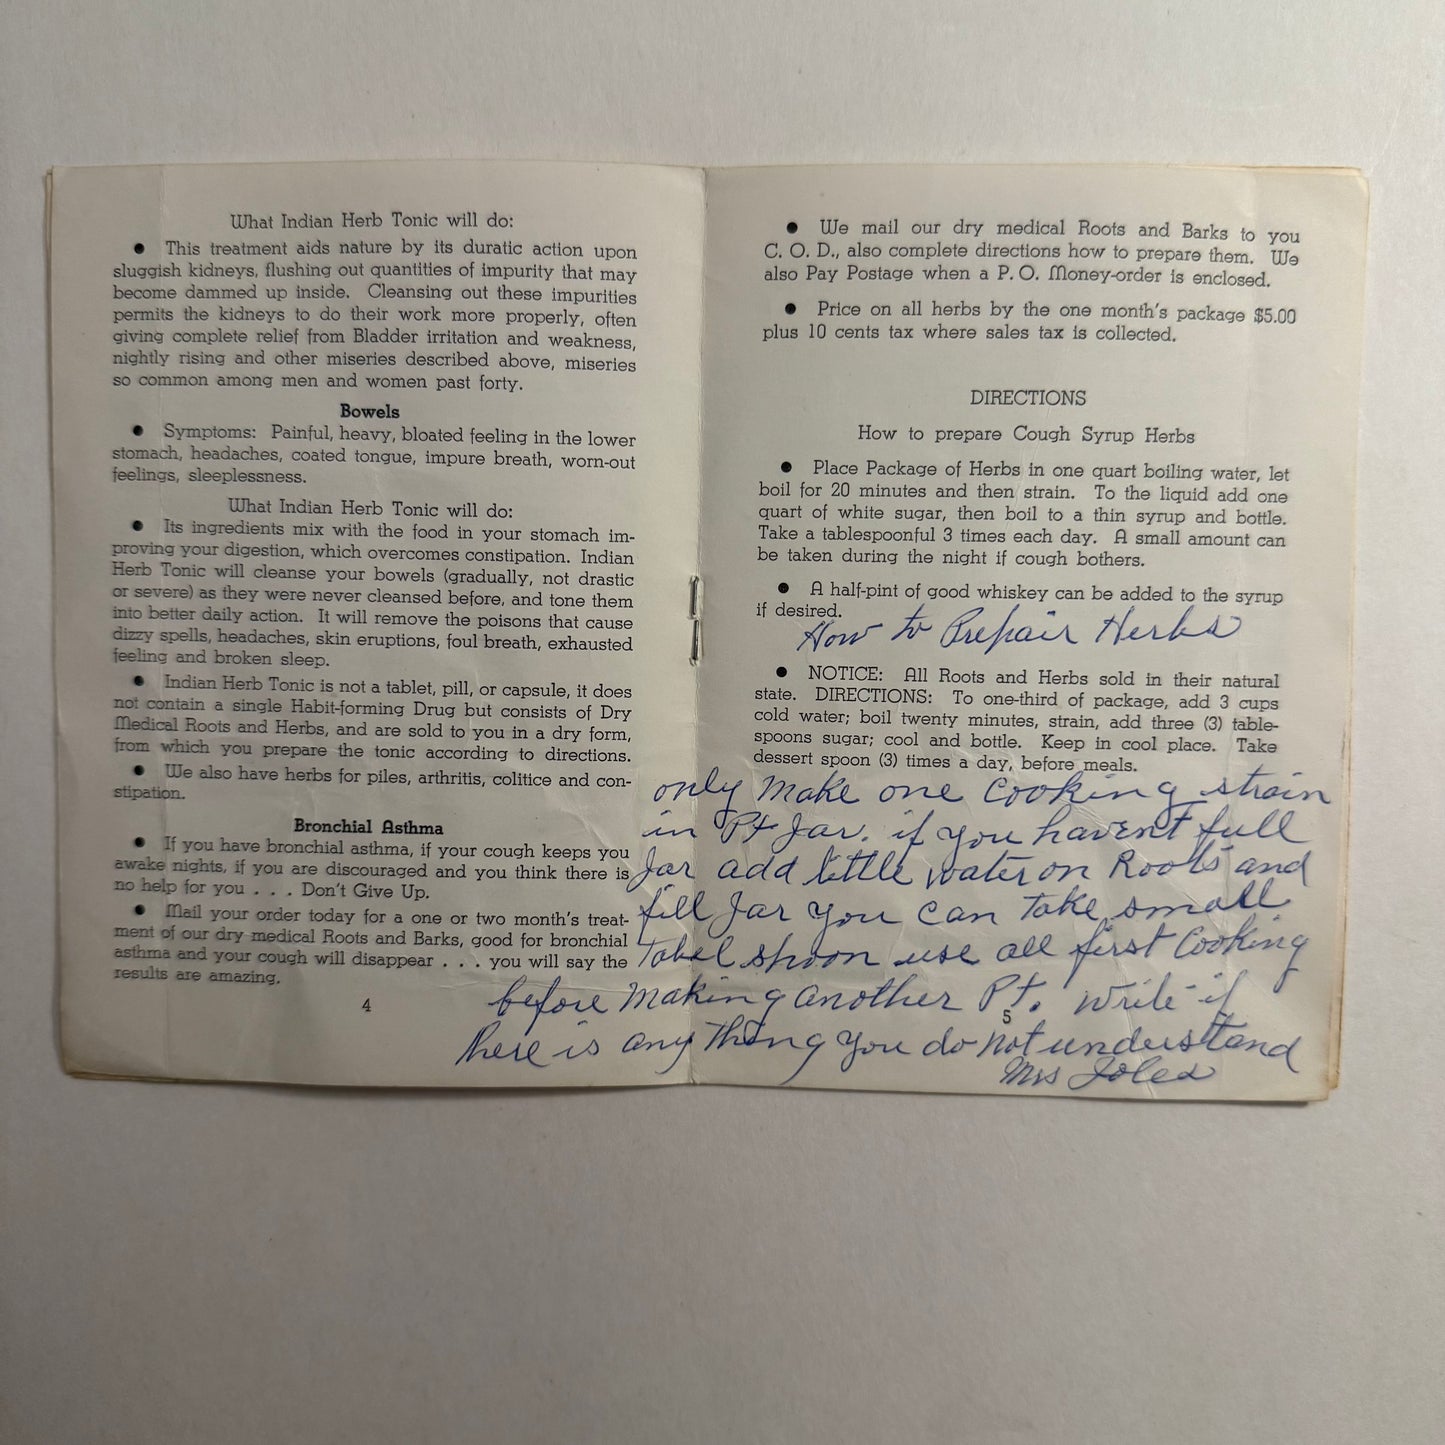 What Indian Herb Tonic will do:
● This treatment aids nature by its duratic action upon
sluggish kidneys, flushing out quantities of impurity that may
become dammed up inside. Cleansing out these impurities
permits the kidneys to do their work more properly, often
giving complete relief from Bladder irritation and weakness,
nightly rising and other miseries described above, miseries
so common among men and women past forty.
Bowels
● Symptoms: Painful, heavy, bloated feeling in the lower
stomach, headaches, coated tongue, impure breath, worn-out
feelings, sleeplessness.
What Indian Herb Tonic will do:
● Its ingredients mix with the food in your stomach im-
proving your digestion, which overcomes constipation. Indian
Herb Tonic will cleanse your bowels (gradually, not drastic
or severe) as they were never cleansed before, and tone them
into better daily action. It will remove the poisons that cause
dizzy spells, headaches, skin eruptions, foul breath, exhausted
feeling and broken sleep.
● Indian Herb Tonic is not a tablet, pill, or capsule, it does
not contain a single Habit-forming Drug but consists of Dry
Medical Roots and Herbs, and are sold to you in a dry form,
from which you prepare the tonic according to directions.
● We also have herbs for piles, arthritis, colitice and con-
stipation.
Bronchial Asthma
● If you have bronchial asthma, if your cough keeps you
awake nights, if you are discouraged and you think there is
no help for you . . . Don't Give Up.
● Mail your order today for a one or two month's treat-
ment of our dry medical Roots and Barks, good for bronchial
asthma and your cough will disappear . . . you will say the
results are amazing.
4
● We mail our dry medical Roots and Barks to you
C. O. D., also complete directions how to prepare them. We
also Pay Postage when a P. O. Money-order is enclosed.
● Price on all herbs by the one month's package $5.00
plus 10 cents tax where sales tax is collected.
DIRECTIONS
How to prepare Cough Syrup Herbs
● Place Package of Herbs in one quart boiling water, let
boil for 20 minutes and then strain. To the liquid add one
quart of white sugar, then boil to a thin syrup and bottle.
Take a tablespoonful 3 times each day. A small amount can
be taken during the night if cough bothers.
● A half-pint of good whiskey can be added to the syrup
if desired.
How to Prepair Herbs
● NOTICE: All Roots and Herbs sold in their natural
state. DIRECTIONS: To one-third of package, add 3 cups
cold water; boil twenty minutes, strain, add three (3) table-
spoons sugar; cool and bottle. Keep in cool place. Take
dessert spoon (3) times a day, before meals.
only make one cooking strain
in Pt Jar. if you havent full
Jar add little water on Roots and
fill Jar you can take small
tabel spoon use all first cooking
before making another Pt. write if
there is any thing you do not understand
Mrs Joles
5